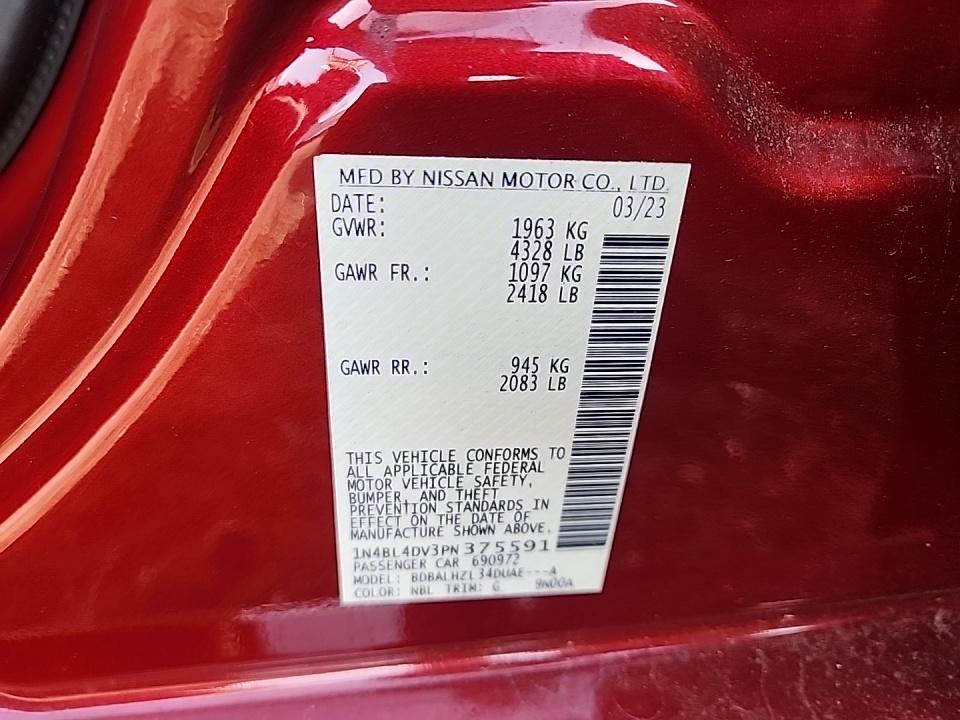 MFD BY NISSAN MOTOR CO., LTD.
DATE: 03/23
GVWR: 1963 KG
4328 LB
GAWR FR.: 1097 KG
2418 LB
GAWR RR.: 945 KG
2083 LB
THIS VEHICLE CONFORMS TO
ALL APPLICABLE FEDERAL
MOTOR VEHICLE SAFETY,
BUMPER, AND THEFT
PREVENTION STANDARDS IN
EFFECT ON THE DATE OF
MANUFACTURE SHOWN ABOVE.
1N4BL4DV3PN375591
PASSENGER CAR 690972
MODEL: BDBALHZL34DUAE---A
COLOR: NBL TRIM: G 9N00A